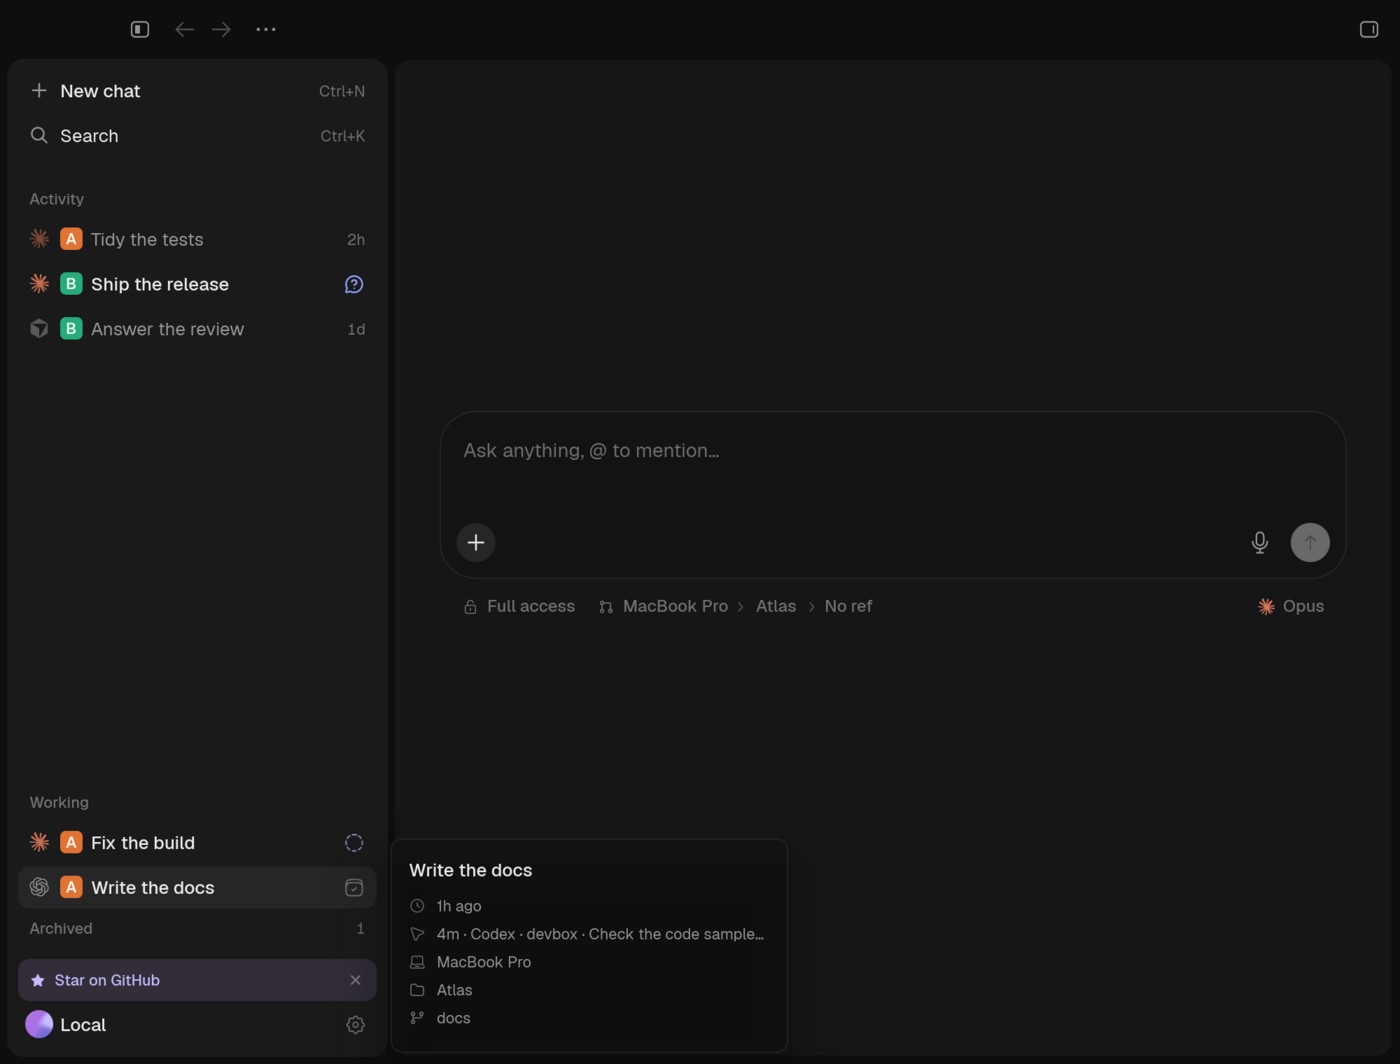 New chat Ctrl+N
Search Ctrl+K
Activity
A Tidy the tests 2h
B Ship the release
B Answer the review 1d
Ask anything, @ to mention...
Full access MacBook Pro > Atlas > No ref Opus
Working
A Fix the build
A Write the docs
Archived 1
Star on GitHub
Local
Write the docs
1h ago
4m · Codex · devbox · Check the code sample...
MacBook Pro
Atlas
docs